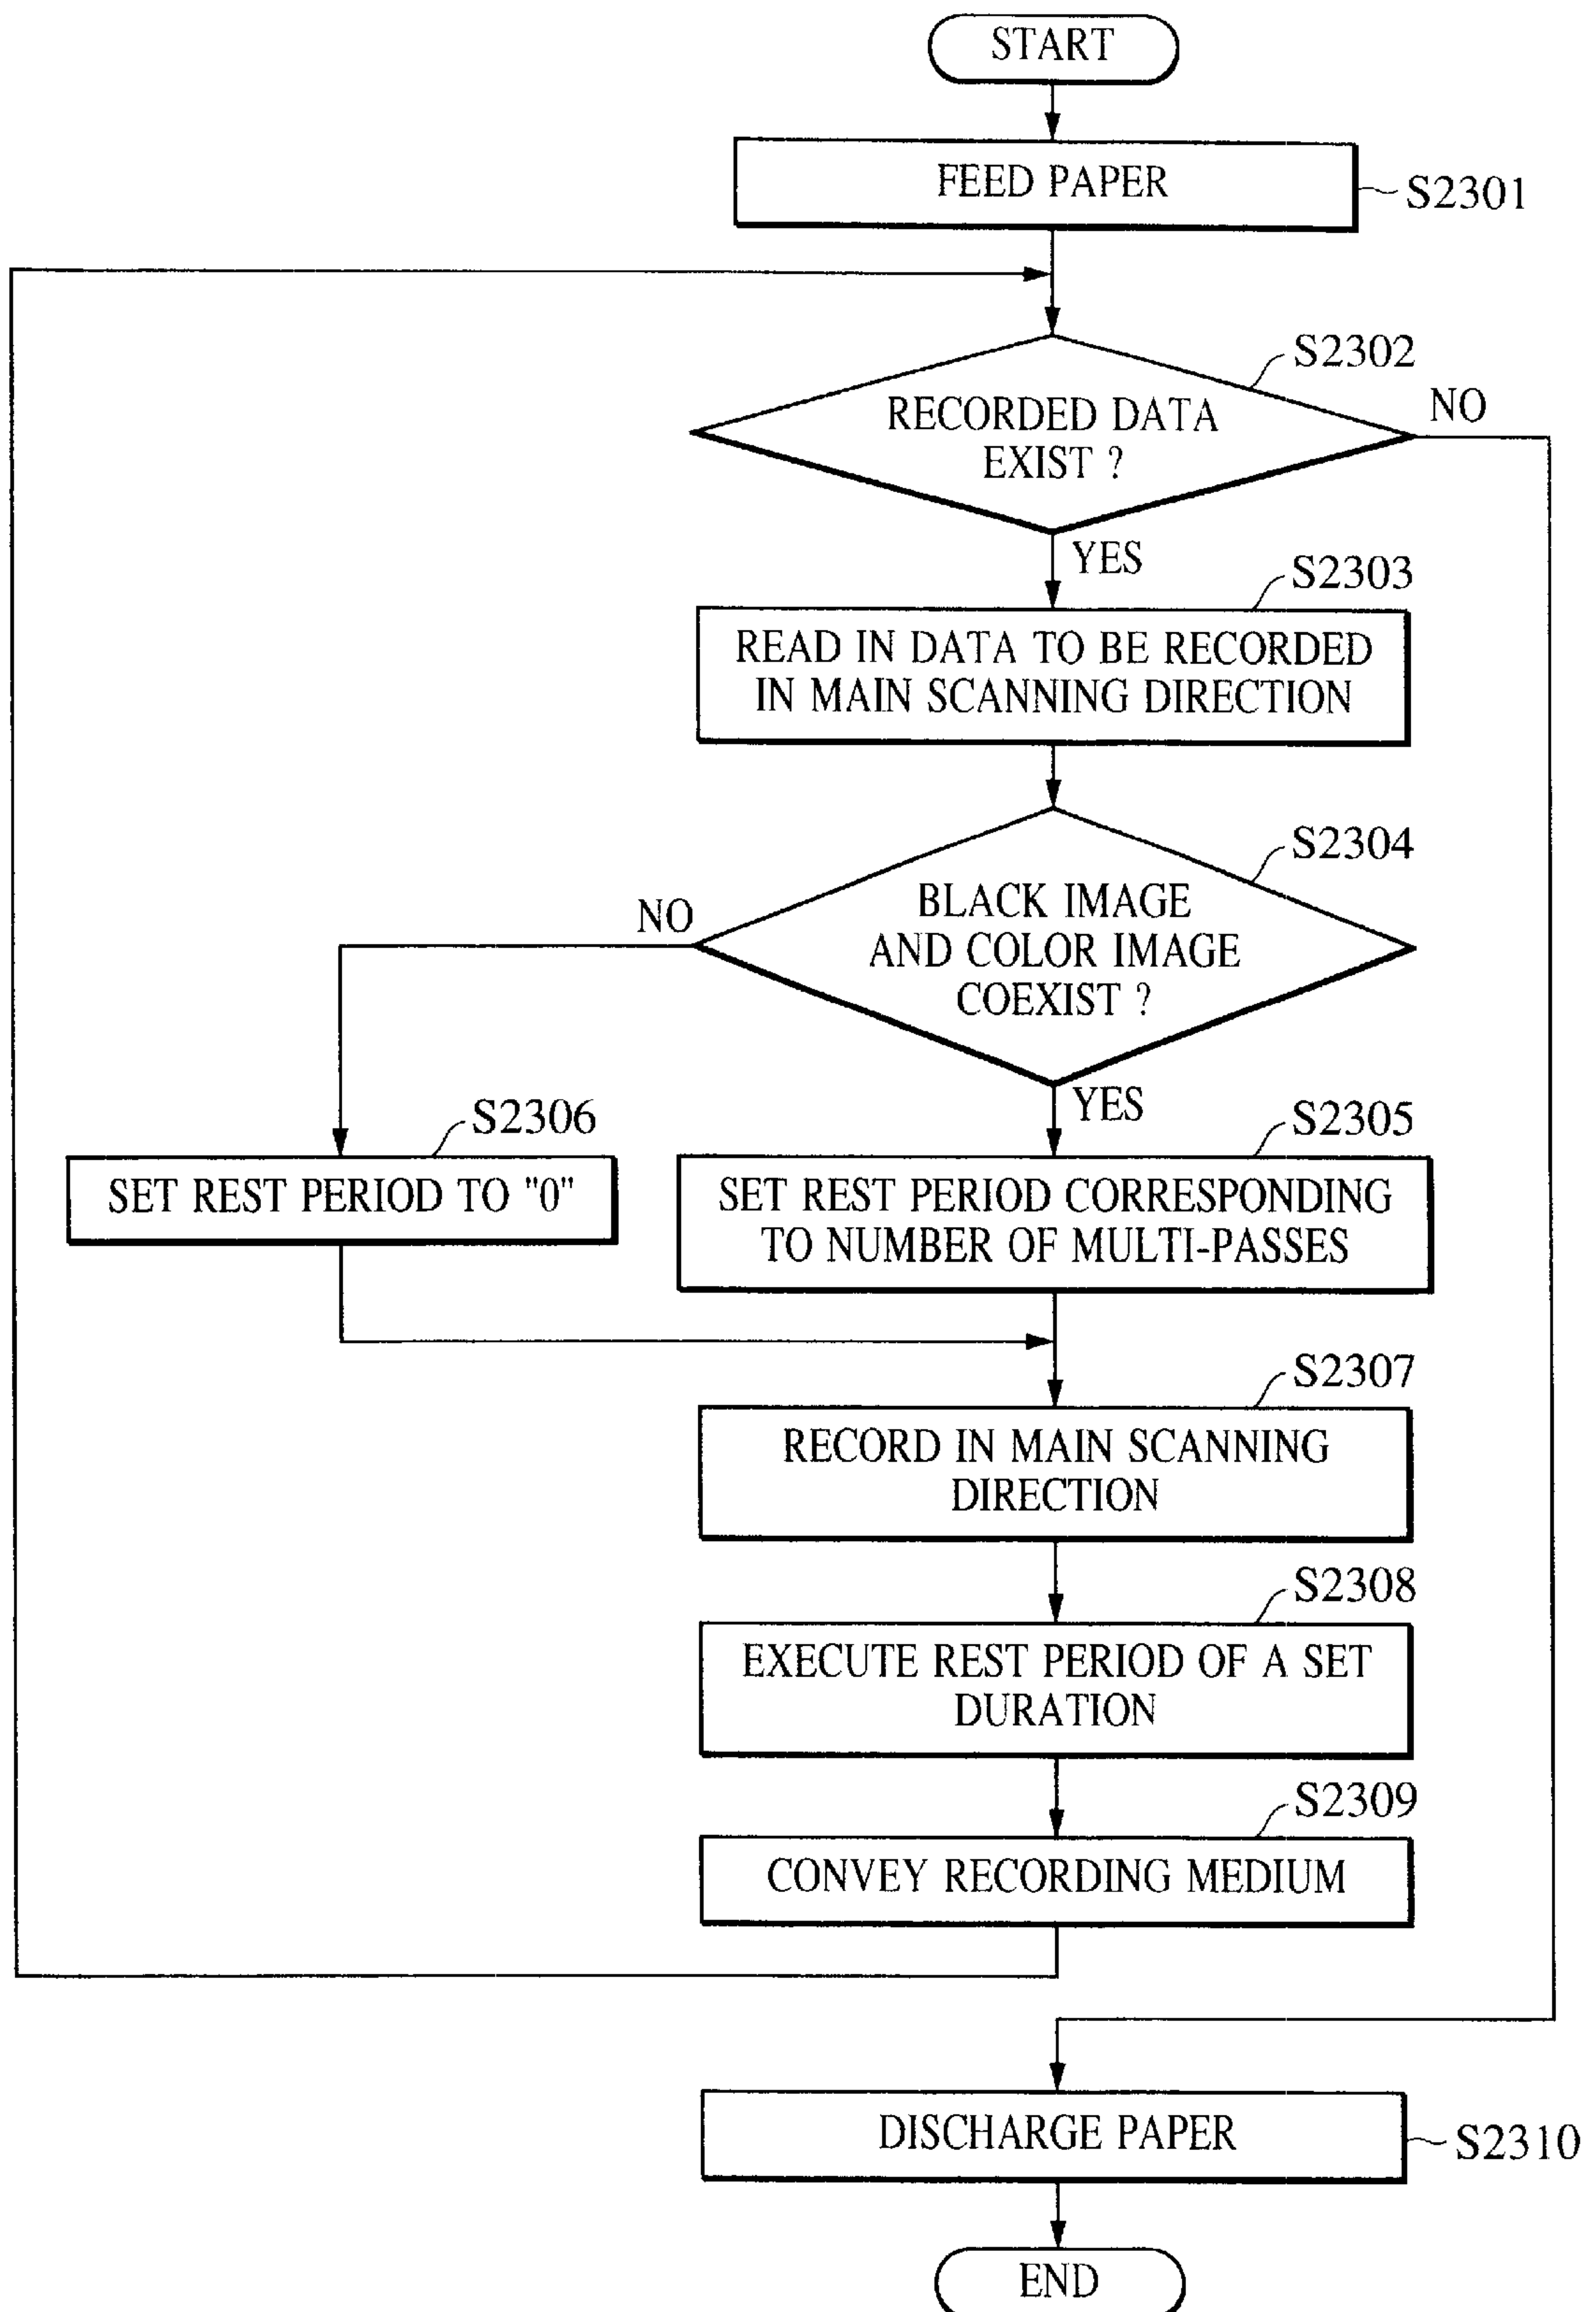 START
FEED PAPER
S2301
S2302
RECORDED DATA
EXIST ?
NO
YES
S2303
READ IN DATA TO BE RECORDED
IN MAIN SCANNING DIRECTION
S2304
BLACK IMAGE
AND COLOR IMAGE
COEXIST ?
NO
YES
S2306
SET REST PERIOD TO "0"
S2305
SET REST PERIOD CORRESPONDING
TO NUMBER OF MULTI-PASSES
S2307
RECORD IN MAIN SCANNING
DIRECTION
S2308
EXECUTE REST PERIOD OF A SET
DURATION
S2309
CONVEY RECORDING MEDIUM
DISCHARGE PAPER
S2310
END